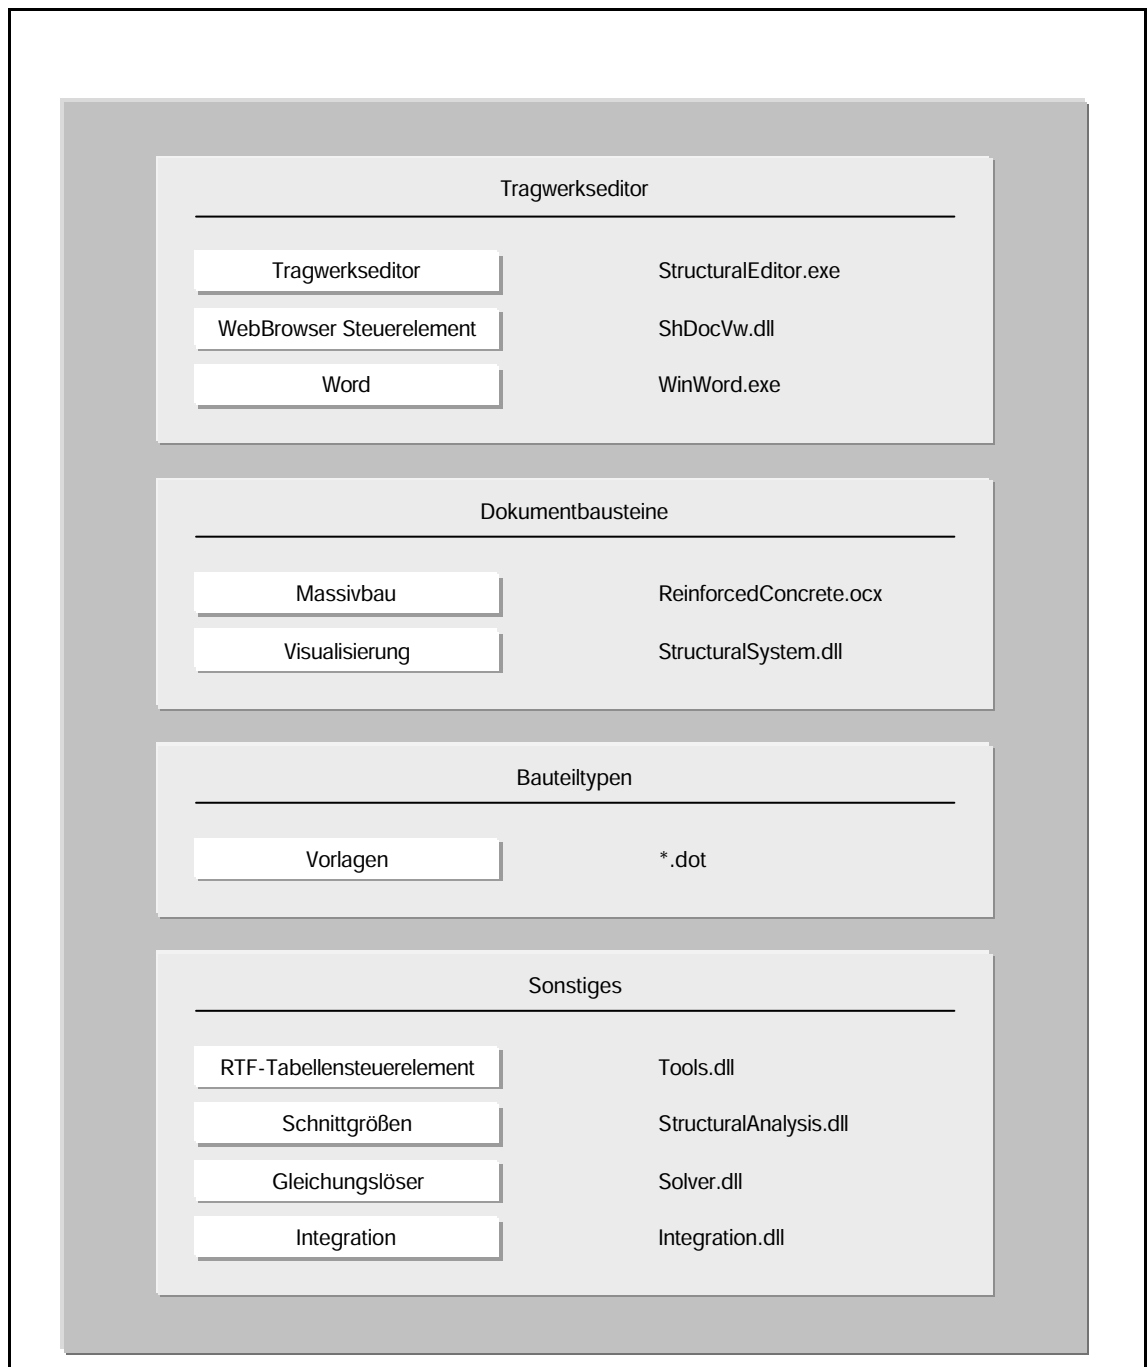 Tragwerkseditor
Tragwerkseditor StructuralEditor.exe
WebBrowser Steuerelement ShDocVw.dll
Word WinWord.exe
Dokumentbausteine
Massivbau ReinforcedConcrete.ocx
Visualisierung StructuralSystem.dll
Bauteiltypen
Vorlagen *.dot
Sonstiges
RTF-Tabellensteuerelement Tools.dll
Schnittgrößen StructuralAnalysis.dll
Gleichungslöser Solver.dll
Integration Integration.dll